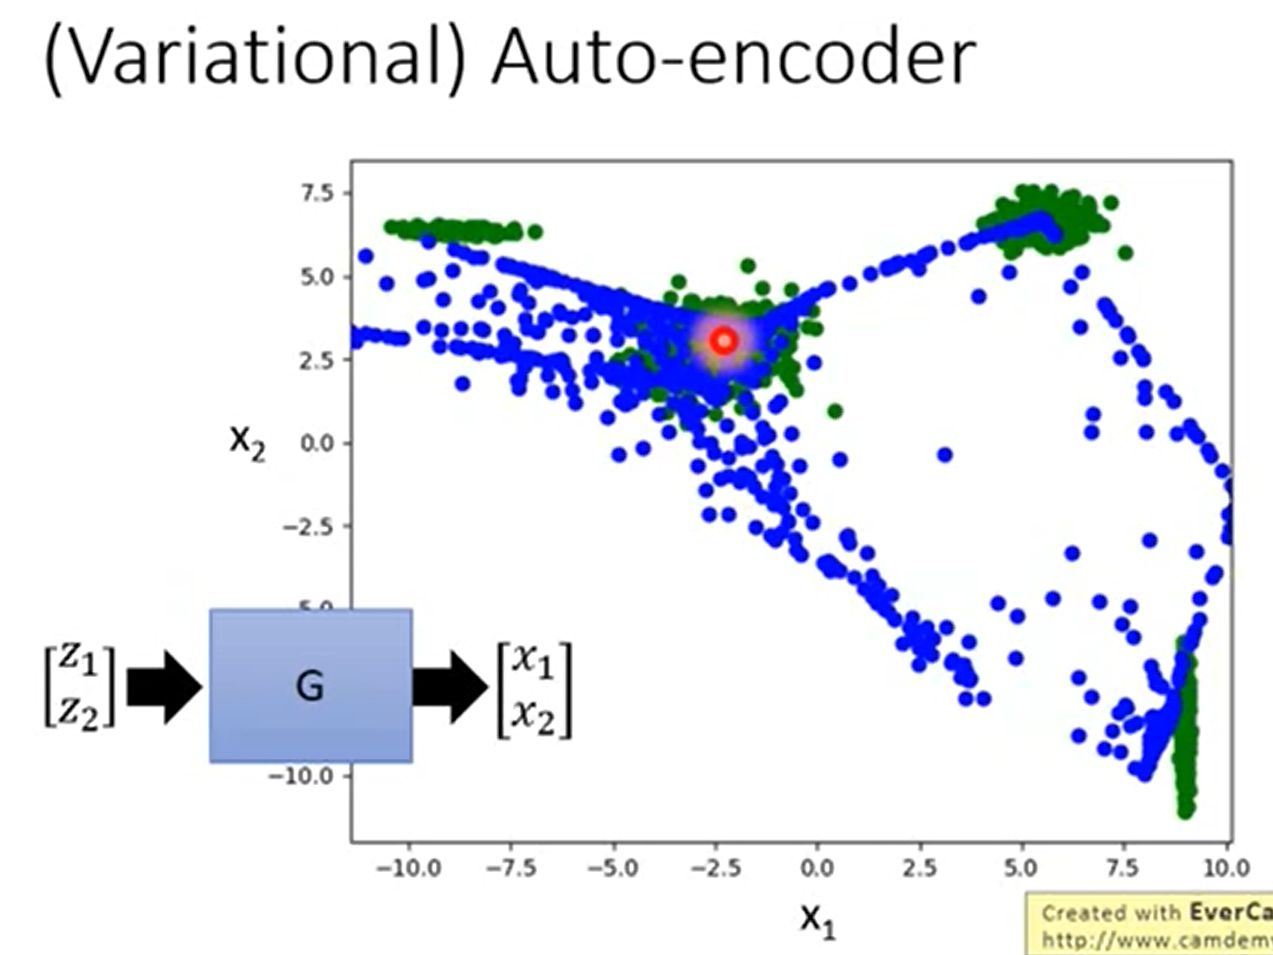 (Variational) Auto-encoder
7.5
5.0
2.5
x₂
0.0
−2.5
5.0
z₁
z₂
G
x₁
x₂
−10.0
−10.0 −7.5 −5.0 −2.5 0.0 2.5 5.0 7.5 10.0
x₁
Created with EverCa
http://www.camdem